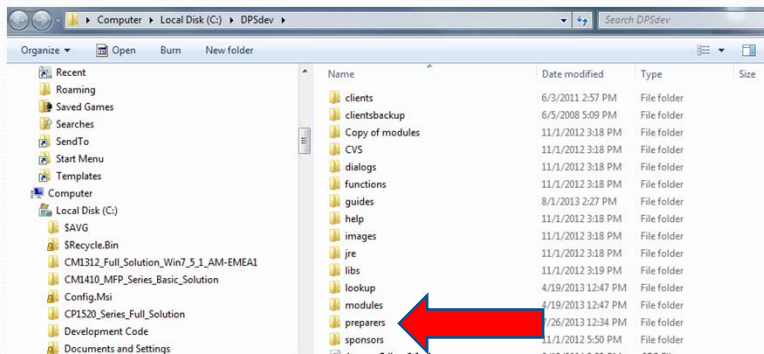 Computer ▸ Local Disk (C:) ▸ DPSdev ▸
Search DPSdev
Organize Open Burn New folder
Recent
Roaming
Saved Games
Searches
SendTo
Start Menu
Templates
Computer
Local Disk (C:)
$AVG
$Recycle.Bin
CM1312_Full_Solution_Win7_5_1_AM-EMEA1
CM1410_MFP_Series_Basic_Solution
Config.Msi
CP1520_Series_Full_Solution
Development Code
Documents and Settings
Name Date modified Type Size
clients 6/3/2011 2:57 PM File folder
clientsbackup 6/5/2008 5:09 PM File folder
Copy of modules 11/1/2012 3:18 PM File folder
CVS 11/1/2012 3:18 PM File folder
dialogs 11/1/2012 3:18 PM File folder
functions 11/1/2012 3:18 PM File folder
guides 8/1/2013 2:27 PM File folder
help 11/1/2012 3:18 PM File folder
images 11/1/2012 3:18 PM File folder
jre 11/1/2012 3:18 PM File folder
libs 11/1/2012 3:19 PM File folder
lookup 4/19/2013 12:47 PM File folder
modules 4/19/2013 12:47 PM File folder
preparers 7/26/2013 12:34 PM File folder
sponsors 11/1/2012 5:50 PM File folder